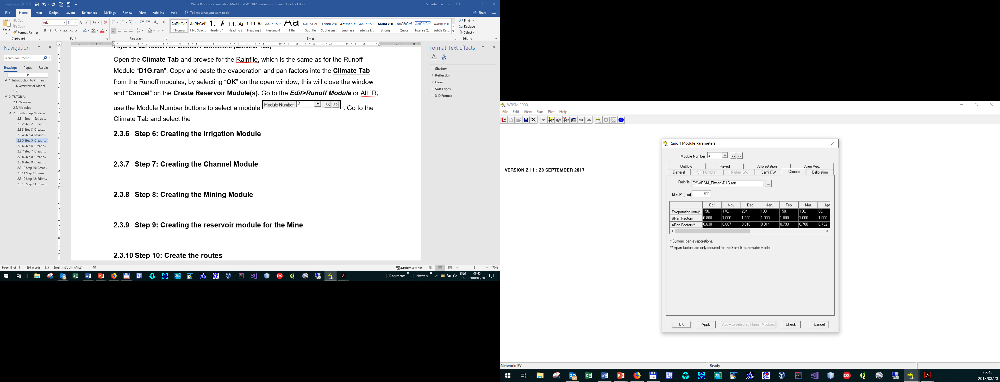 AutoSave Off
Water Resources Simulation Model and WR2012 Resources - Training Guide v1.docx
Sebastian Jahnke
File Home Insert Design Layout References Mailings Review View Add-ins Help Tell me what you want to do
Share
Paste
Cut
Copy
Format Painter
Arial 11
AaBbCcI AaBbCcI 1. A 1.1. Aa 1.1.1 Aa AaBbCcDc Aa AaBbCcD AaBbCcDc AaBbCcDc AaBbCcDc AaBbCcDc AaBbCcI AaBbCcI AABBCCDE
¶ Normal ¶ No Spac... Heading 1 Heading 2 Heading 3 Heading 4 Title Subtitle Subtle Em... Emphasis Intense E... Strong Quote Intense Q... Subtle Ref...
Find
Replace
Select
Clipboard Font Paragraph Styles Editing
Navigation
Search document
Headings Pages Results
1. Introduction to Pitman...
1.1. Overview of Model
1.2.
2. TUTORIAL 1
2.1. Overview
2.2. Modules
2.3. Setting up Model a...
2.3.1 Step 1: Set-up...
2.3.2 Step 2: Create...
2.3.3 Step 3: Create...
2.3.4 Step 4: Saving...
2.3.5 Step 5: Creatin...
2.3.6 Step 6: Creatin...
2.3.7 Step 7: Creatin...
2.3.8 Step 8: Creatin...
2.3.9 Step 9: Creatin...
2.3.10 Step 10: Creat...
2.3.11 Step 11: Re-e...
2.3.12 Step 12: Edit t...
2.3.13 Step 13: Chec...
Reservoir Module Parameters (General Tab)
Open the Climate Tab and browse for the Rainfile, which is the same as for the Runoff
Module “D1G.ran”. Copy and paste the evaporation and pan factors into the Climate Tab
from the Runoff modules, by selecting “OK” on the open window, this will close the window
and “Cancel” on the Create Reservoir Module(s). Go to the Edit>Runoff Module or Alt+R,
use the Module Number buttons to select a module Module Number 2 << >> . Go to the
Climate Tab and select the
2.3.6 Step 6: Creating the Irrigation Module
2.3.7 Step 7: Creating the Channel Module
2.3.8 Step 8: Creating the Mining Module
2.3.9 Step 9: Creating the reservoir module for the Mine
2.3.10 Step 10: Create the routes
Format Text Effects
Shadow
Reflection
Glow
Soft Edges
3-D Format
Page 18 of 19 1891 words English (South Africa)
Display Settings
170%
Documents Network
ENG
US
08:45
2018/08/20
WRSM 2000
File Edit View Run Plot Help
VERSION 2.11 : 28 SEPTEMBER 2017
Runoff Module Parameters
Module Number 2 << >>
Outflow Paved Afforestation Alien Veg.
General SFR Children Hughes GW Sami GW Climate Calibration
Rainfile: C:\WRSM_Pitman\D1G.ran ...
M.A.P. (mm) 700.
Oct. Nov. Dec. Jan. Feb. Mar. Apr
Evaporation (mm)* 158. 178. 204. 199. 150. 130. 88.
SPan Factors 0.800 1.000 1.000 1.000 1.000 1.000 1.000
APan Factors** 0.638 0.807 0.816 0.814 0.793 0.780 0.732
* Symons pan evaporations.
** Apan factors are only required for the Sami Groundwater Model
OK Apply Apply to Selected Runoff Modules Check Cancel
Network: SV
Ready
08:45
2018/08/20